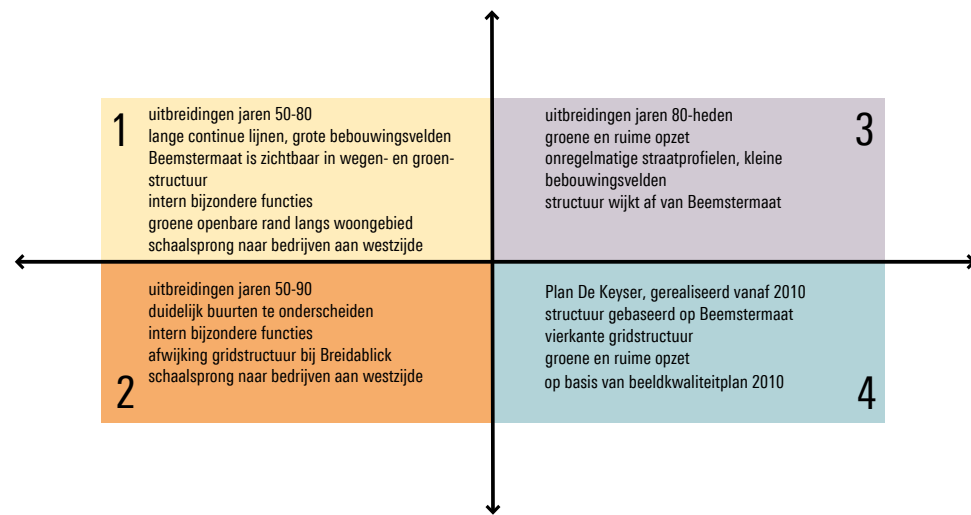 1
uitbreidingen jaren 50-80
lange continue lijnen, grote bebouwingsvelden
Beemstermaat is zichtbaar in wegen- en groen-
structuur
intern bijzondere functies
groene openbare rand langs woongebied
schaalsprong naar bedrijven aan westzijde
3
uitbreidingen jaren 80-heden
groene en ruime opzet
onregelmatige straatprofielen, kleine
bebouwingsvelden
structuur wijkt af van Beemstermaat
2
uitbreidingen jaren 50-90
duidelijk buurten te onderscheiden
intern bijzondere functies
afwijking gridstructuur bij Breidablick
schaalsprong naar bedrijven aan westzijde
4
Plan De Keyser, gerealiseerd vanaf 2010
structuur gebaseerd op Beemstermaat
vierkante gridstructuur
groene en ruime opzet
op basis van beeldkwaliteitplan 2010